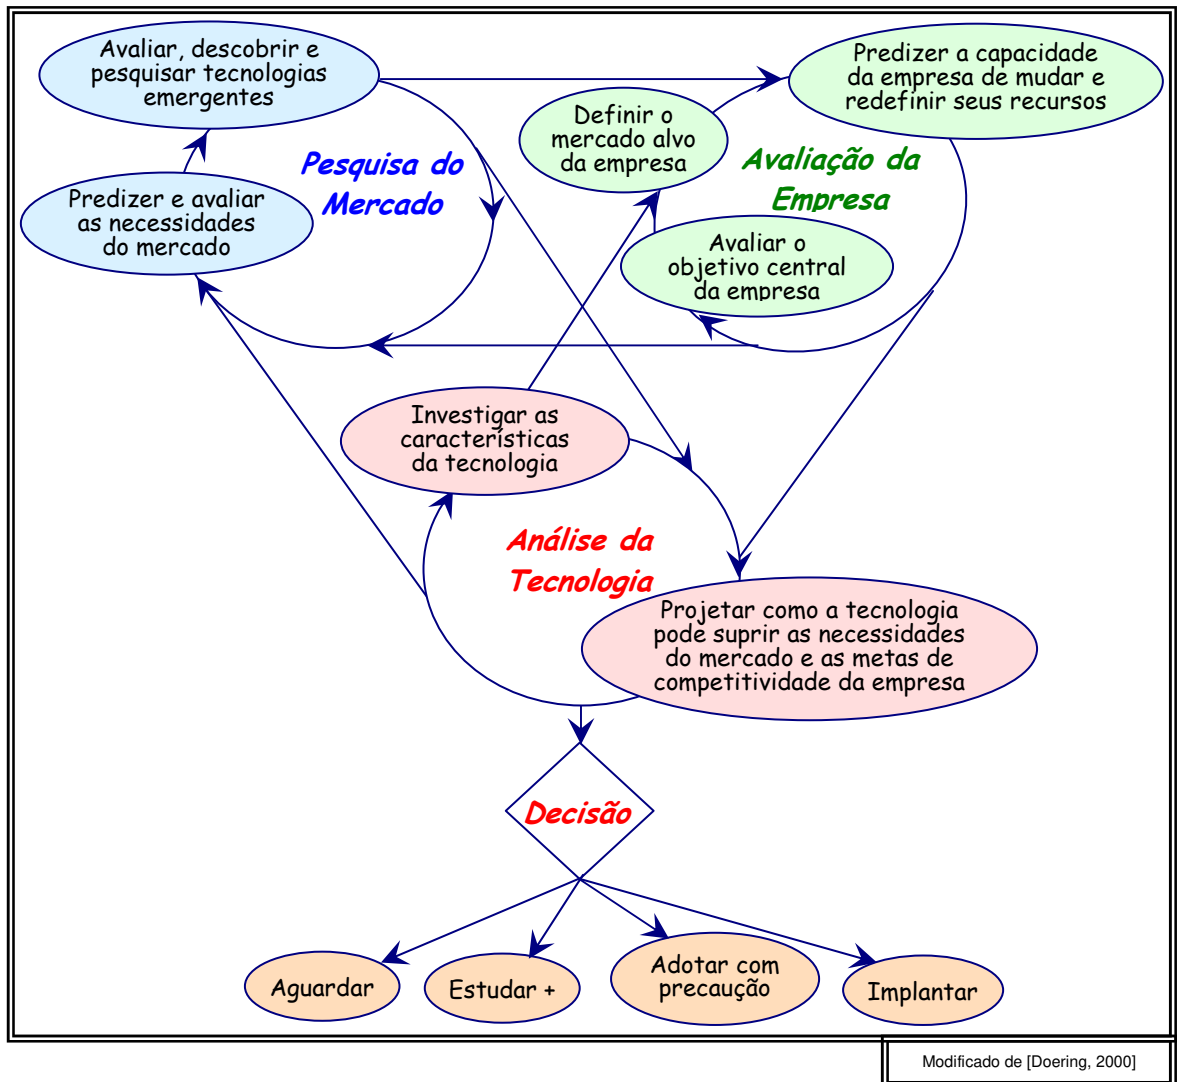 Avaliar, descobrir e
pesquisar tecnologias
emergentes
Predizer a capacidade
da empresa de mudar e
redefinir seus recursos
Definir o
mercado alvo
da empresa
Pesquisa do
Mercado
Avaliação da
Empresa
Predizer e avaliar
as necessidades
do mercado
Avaliar o
objetivo central
da empresa
Investigar as
características
da tecnologia
Análise da
Tecnologia
Projetar como a tecnologia
pode suprir as necessidades
do mercado e as metas de
competitividade da empresa
Decisão
Aguardar
Estudar +
Adotar com
precaução
Implantar
Modificado de [Doering, 2000]